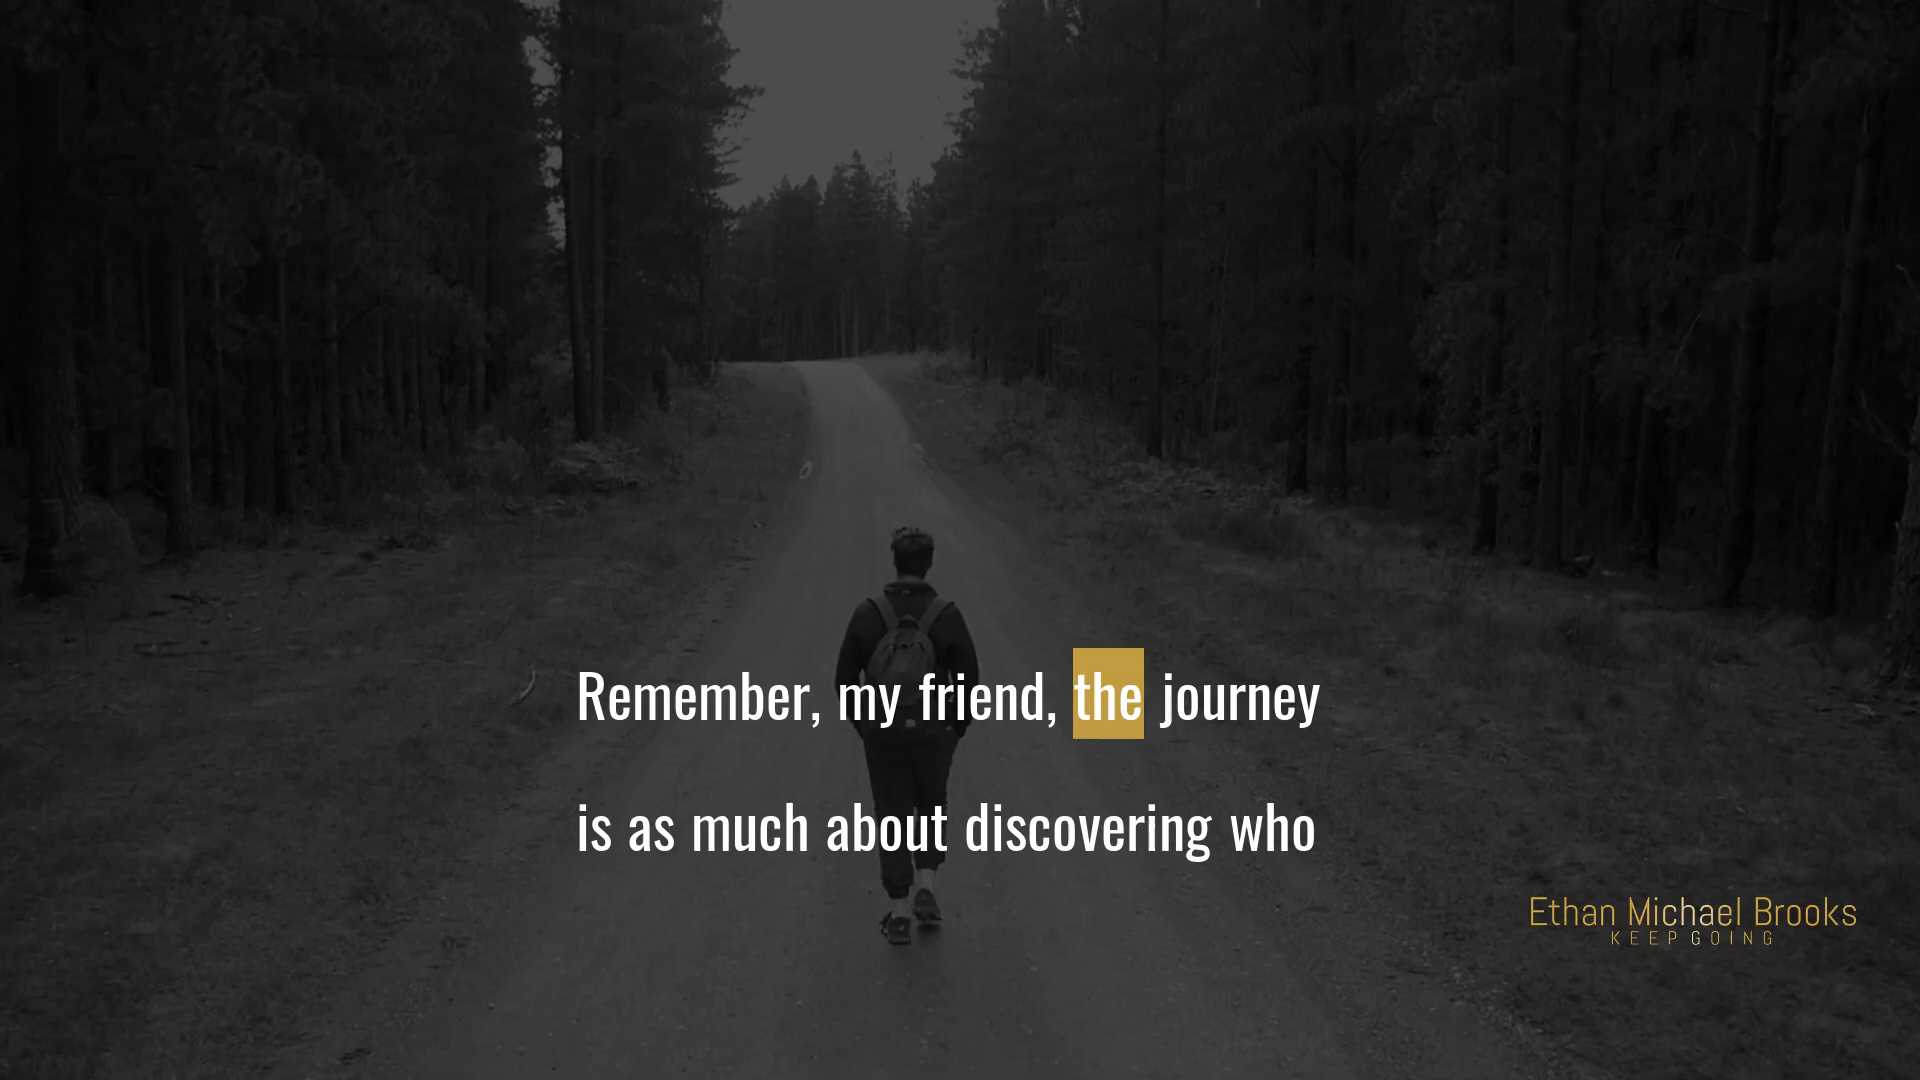 Remember, my friend, the journey
is as much about discovering who
Ethan Michael Brooks
KEEP GOING